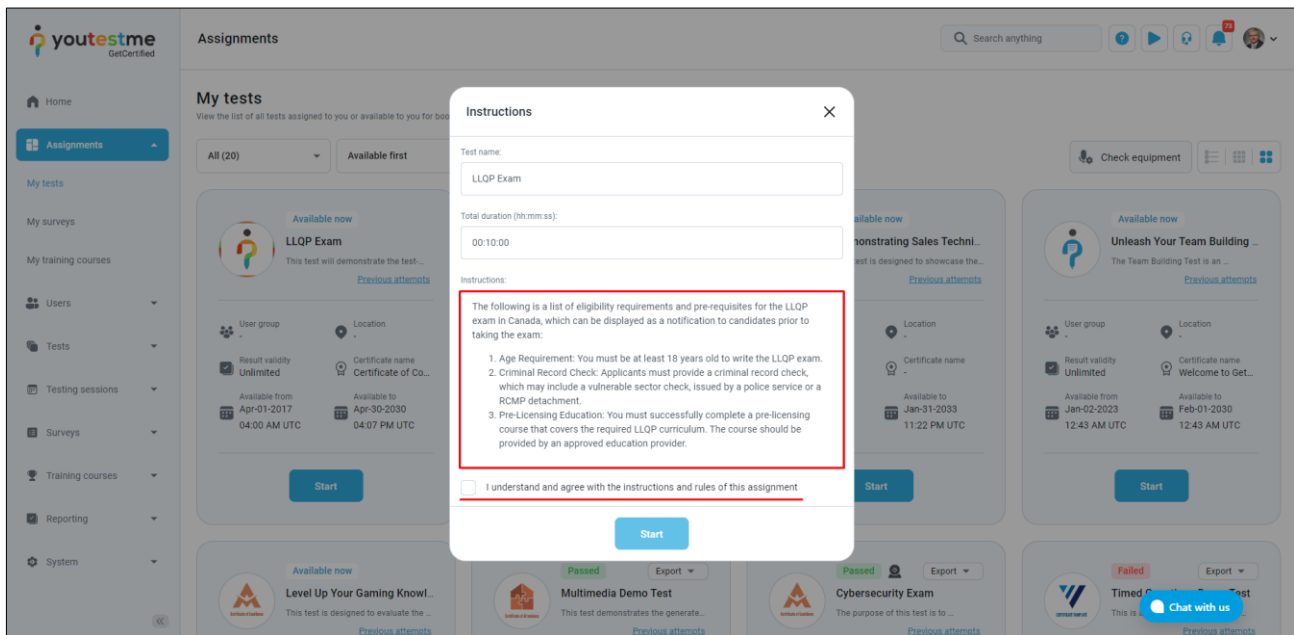 youtestme
GetCertified
Assignments
Search anything
73
Home
Assignments
My tests
My surveys
My training courses
Users
Tests
Testing sessions
Surveys
Training courses
Reporting
System
My tests
View the list of all tests assigned to you or available to you for boo
All (20)
Available first
Check equipment
Available now
LLQP Exam
This test will demonstrate the test-...
Previous attempts
User group
-
Location
-
Result validity
Unlimited
Certificate name
Certificate of Co...
Available from
Apr-01-2017
04:00 AM UTC
Available to
Apr-30-2030
04:07 PM UTC
Start
Instructions
Test name:
LLQP Exam
Total duration (hh:mm:ss):
00:10:00
Instructions:
The following is a list of eligibility requirements and pre-requisites for the LLQP
exam in Canada, which can be displayed as a notification to candidates prior to
taking the exam:
1. Age Requirement: You must be at least 18 years old to write the LLQP exam.
2. Criminal Record Check: Applicants must provide a criminal record check,
which may include a vulnerable sector check, issued by a police service or a
RCMP detachment.
3. Pre-Licensing Education: You must successfully complete a pre-licensing
course that covers the required LLQP curriculum. The course should be
provided by an approved education provider.
I understand and agree with the instructions and rules of this assignment
Start
ailable now
nonstrating Sales Techni...
est is designed to showcase the...
Previous attempts
Location
-
Certificate name
-
Available to
Jan-31-2033
11:22 PM UTC
Start
Available now
Unleash Your Team Building ...
The Team Building Test is an ...
Previous attempts
User group
-
Location
-
Result validity
Unlimited
Certificate name
Welcome to Get...
Available from
Jan-02-2023
12:43 AM UTC
Available to
Feb-01-2030
12:43 AM UTC
Start
Available now
Level Up Your Gaming Knowl...
This test is designed to evaluate the ...
Previous attempts
Passed
Export
Multimedia Demo Test
This test demonstrates the generate...
Previous attempts
Passed
Export
Cybersecurity Exam
The purpose of this test is to ...
Previous attempts
Failed
Export
Timed
Test
This is
Chat with us